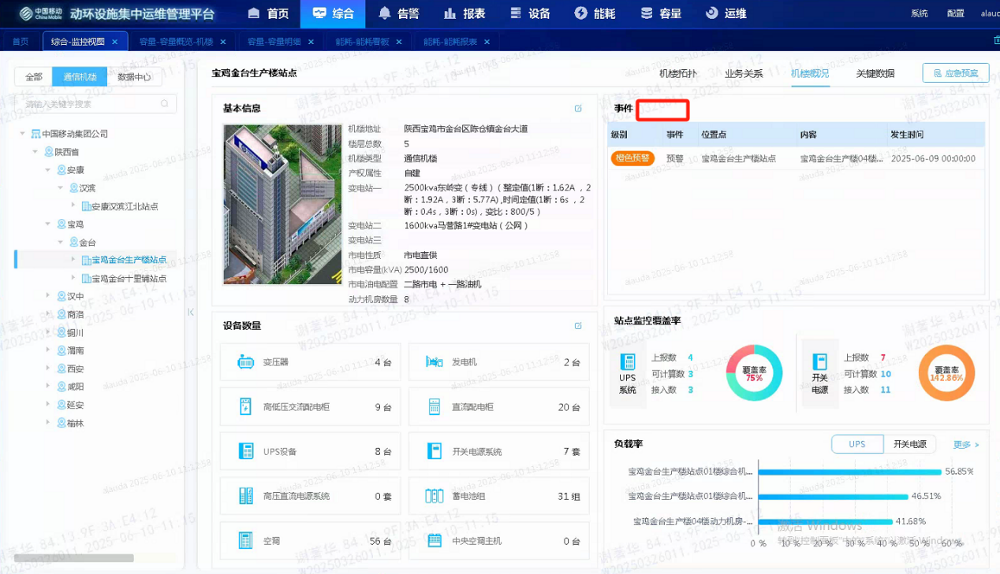 中国移动 China Mobile 动环设施集中运维管理平台 首页 综合 告警 报表 设备 能耗 容量 运维 系统 配置
首页 综合-监控视图 × 容量-容量概览-机楼 × 容量-容量明细 × 能耗-能耗看板 × 能耗-能耗报表 ×
全部 通信机楼 数据中心
请输入关键字搜索
中国移动集团公司
陕西省
安康
汉滨
安康汉滨江北站点
宝鸡
金台
宝鸡金台生产楼站点
宝鸡金台十里铺站点
汉中
商洛
铜川
渭南
西安
咸阳
延安
榆林
宝鸡金台生产楼站点
机楼拓扑 业务关系 机楼概况 关键数据 应急预案
基本信息
机楼地址 陕西宝鸡市金台区陈仓镇金台大道
楼层总数 5
机楼类型 通信机楼
产权属性 自建
变电站一 2500kva东岭变（专线）( 整定值(1断：1.62A ，2
断：1.92A，3断：5.77A) ,时间定值(1断：6s ，2
断：0.4s，3断：0s)，变比：800/5 )
变电站二 1600kva马营路1#变电站（公网）
变电站三
市电性质 市电直供
市电容量(kVA) 2500/1600
市电油电配置 二路市电 + 一路油机
动力机房数量 8
设备数量
变压器 4 台 发电机 2 台
高低压交流配电柜 9 台 直流配电柜 20 台
UPS设备 8 台 开关电源系统 7 套
高压直流电源系统 0 套 蓄电池组 31 组
空调 56 台 中央空调主机 0 台
事件
级别 事件 位置点 内容 发生时间
橙色预警 预警 宝鸡金台生产楼站点 宝鸡金台生产楼04楼... 2025-06-09 00:00:00
站点监控覆盖率
UPS
系统
上报数 4
可计算数 3
接入数 3
覆盖率
75%
开关
电源
上报数 7
可计算数 10
接入数 11
覆盖率
142.86%
负载率 UPS 开关电源 更多 >
宝鸡金台生产楼站点01楼综合机... 56.85%
宝鸡金台生产楼站点01楼综合机... 46.51%
宝鸡金台生产楼04楼动力机房-... 41.68%
0 % 10 % 20 % 30 % 40 % 50 % 60 %
激活 Windows